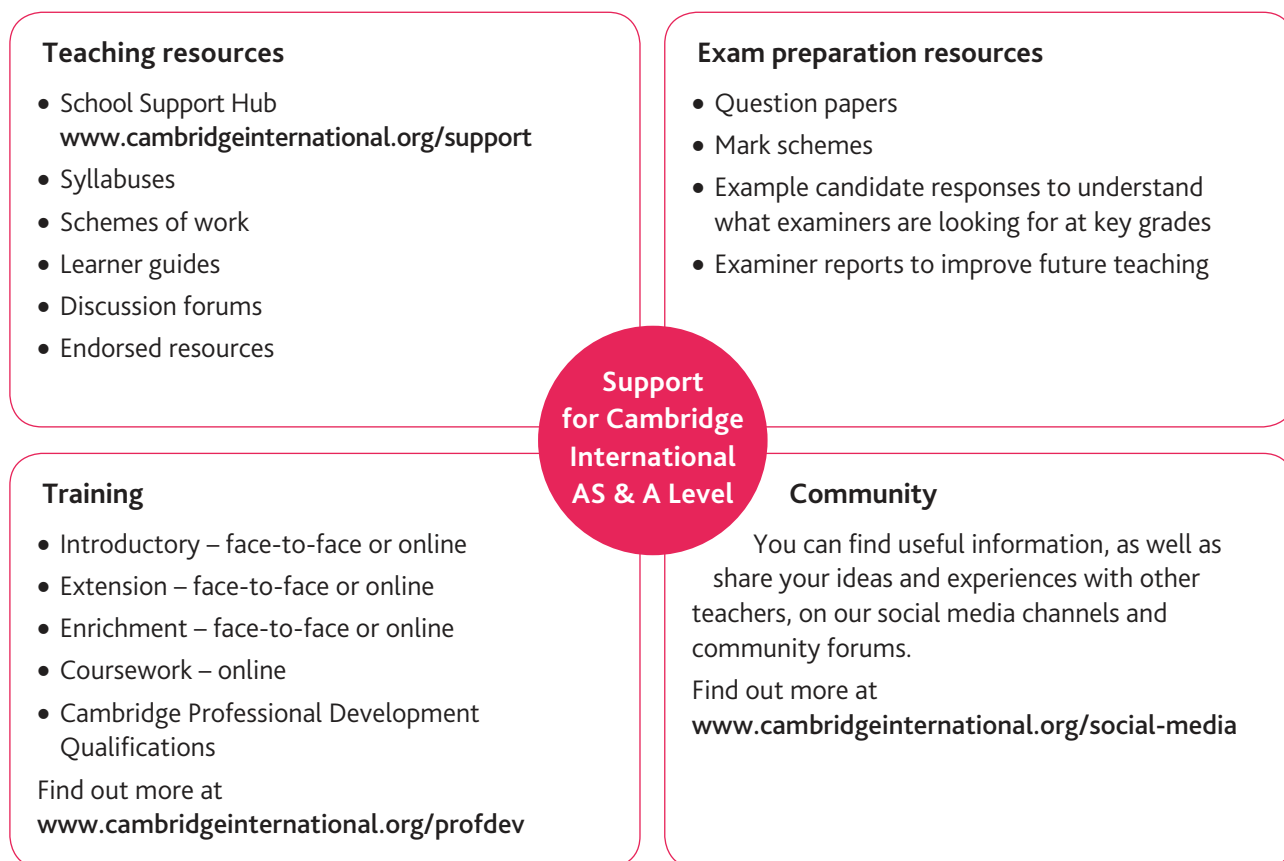 Teaching resources
• School Support Hub
www.cambridgeinternational.org/support
• Syllabuses
• Schemes of work
• Learner guides
• Discussion forums
• Endorsed resources
Exam preparation resources
• Question papers
• Mark schemes
• Example candidate responses to understand
what examiners are looking for at key grades
• Examiner reports to improve future teaching
Support
for Cambridge
International
AS & A Level
Training
• Introductory – face-to-face or online
• Extension – face-to-face or online
• Enrichment – face-to-face or online
• Coursework – online
• Cambridge Professional Development
Qualifications
Find out more at
www.cambridgeinternational.org/profdev
Community
You can find useful information, as well as
share your ideas and experiences with other
teachers, on our social media channels and
community forums.
Find out more at
www.cambridgeinternational.org/social-media